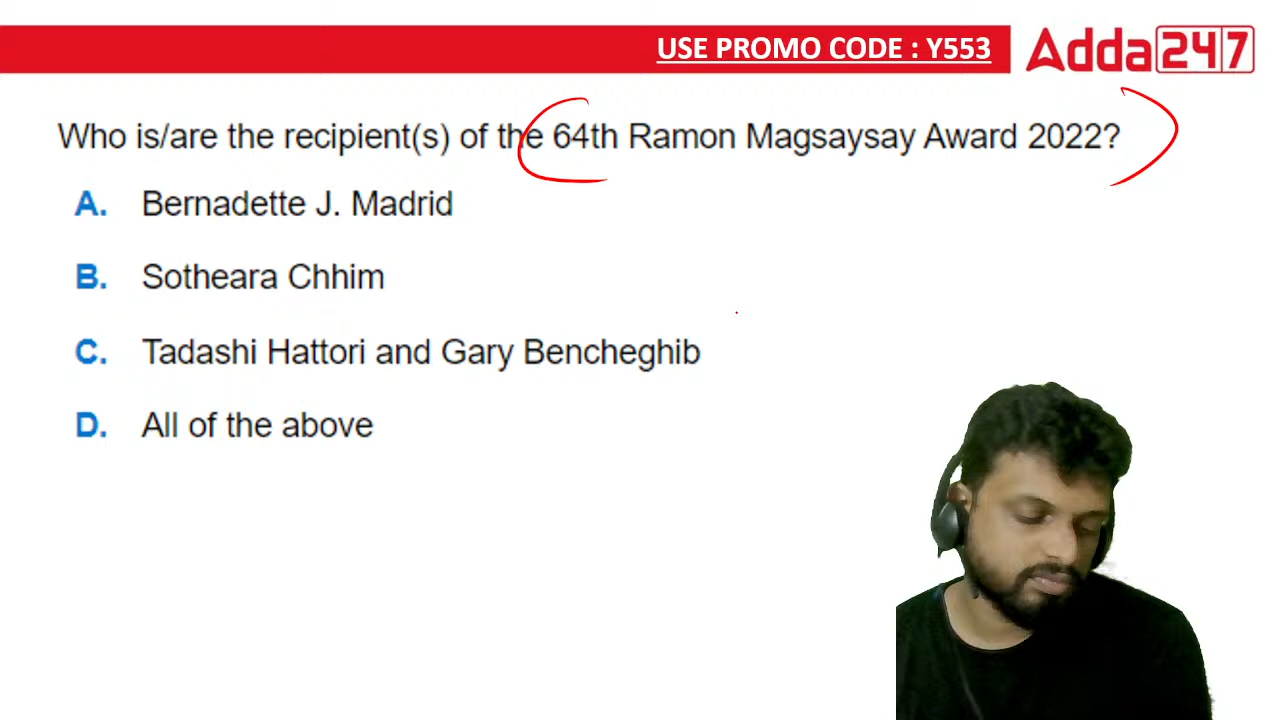 USE PROMO CODE : Y553
Adda247
Who is/are the recipient(s) of the 64th Ramon Magsaysay Award 2022?
A. Bernadette J. Madrid
B. Sotheara Chhim
C. Tadashi Hattori and Gary Bencheghib
D. All of the above